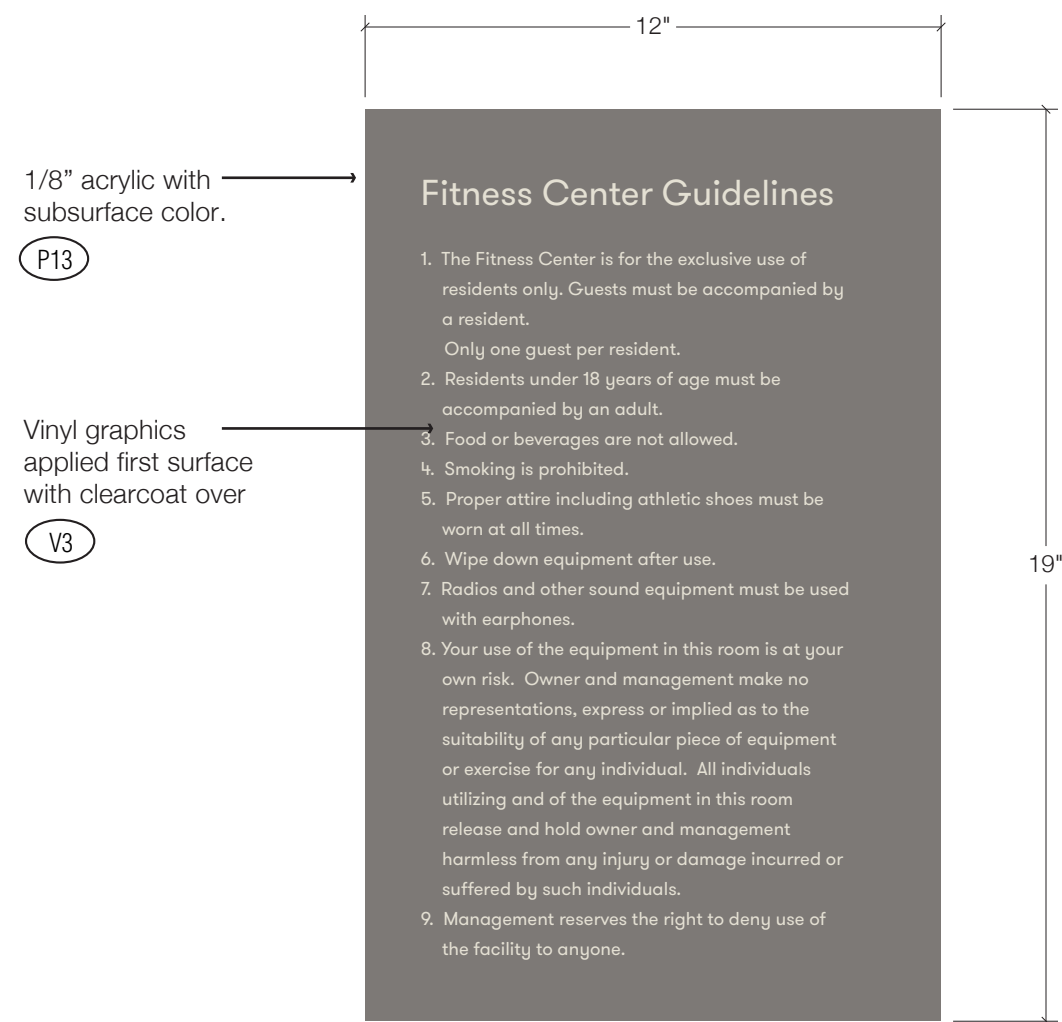 12"
1/8” acrylic with
subsurface color.
P13
Vinyl graphics
applied first surface
with clearcoat over
V3
19"
Fitness Center Guidelines
1. The Fitness Center is for the exclusive use of
residents only. Guests must be accompanied by
a resident.
Only one guest per resident.
2. Residents under 18 years of age must be
accompanied by an adult.
3. Food or beverages are not allowed.
4. Smoking is prohibited.
5. Proper attire including athletic shoes must be
worn at all times.
6. Wipe down equipment after use.
7. Radios and other sound equipment must be used
with earphones.
8. Your use of the equipment in this room is at your
own risk. Owner and management make no
representations, express or implied as to the
suitability of any particular piece of equipment
or exercise for any individual. All individuals
utilizing and of the equipment in this room
release and hold owner and management
harmless from any injury or damage incurred or
suffered by such individuals.
9. Management reserves the right to deny use of
the facility to anyone.